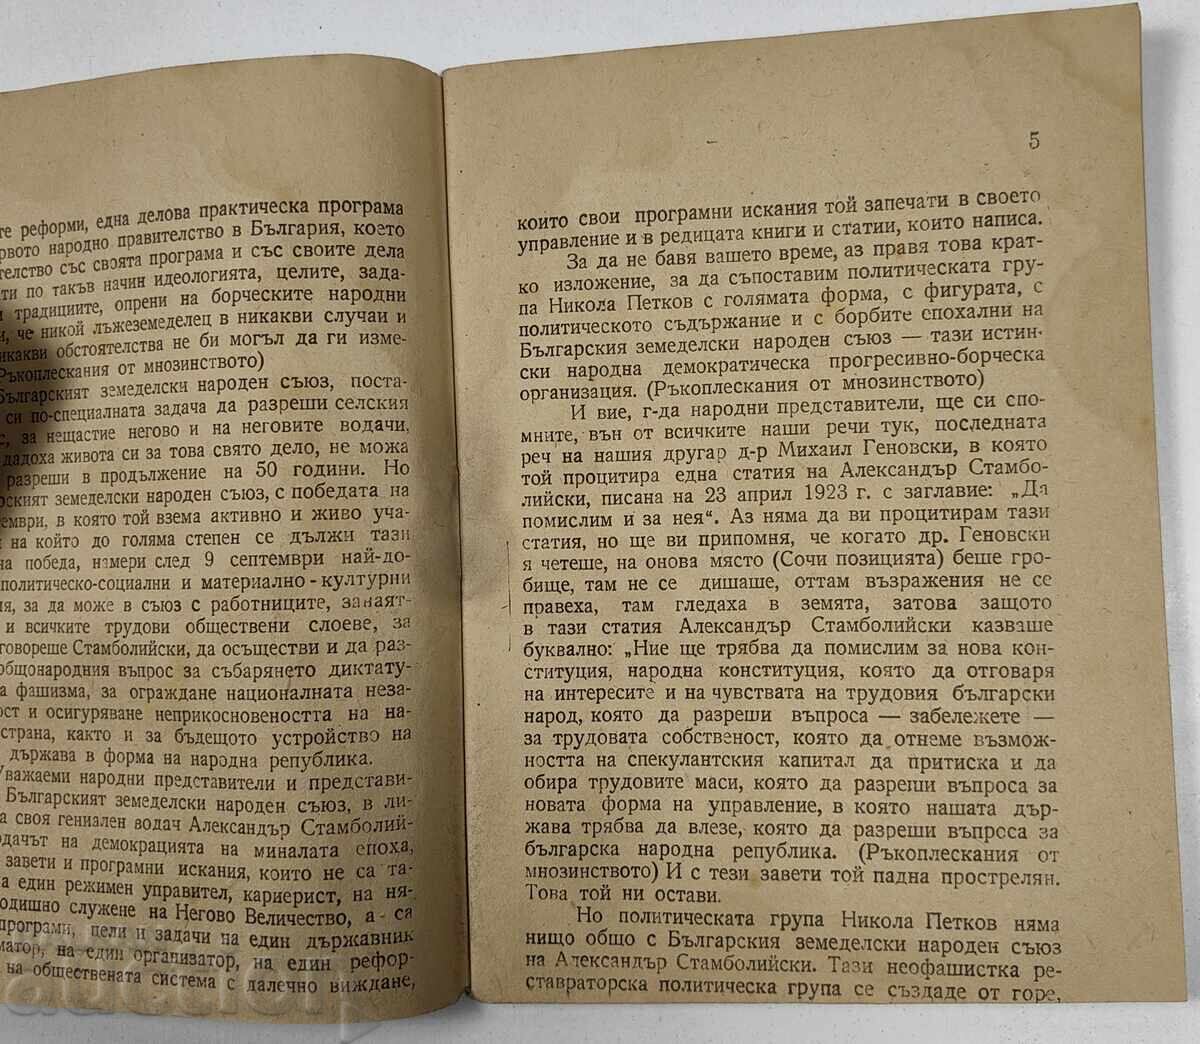 те реформи, една делова практическа програма
рвото народно правителство в България, което
телство със своята програма и със своите дела
ти по такъв начин идеологията, целите, зада-
и традициите, опрени на борческите народни
и, че никой лъжеземеделец в никакви случаи и
икакви обстоятелства не би могъл да ги изме-
Ръкоплескания от мнозинството)
Българският земеделски народен съюз, поста-
си по-специалната задача да разреши селския
с, за нещастие негово и на неговите водачи,
дадоха живота си за това свято дело, не можа
разреши в продължение на 50 години. Но
рският земеделски народен съюз, с победата на
ември, в която той взема активно и живо уча-
и на който до голяма степен се дължи тази
на победа, намери след 9 септември най-до-
политическо-социални и материално-културни
ия, за да може в съюз с работниците, занаят-
и всичките трудови обществени слоеве, за
говореше Стамболийски, да осъществи и да раз-
общонародния въпрос за събарянето диктату-
а фашизма, за ограждане националната неза-
ост и осигуряване неприкосновеността на на-
страна, както и за бъдещото устройство на
държава в форма на народна република.
Уважаеми народни представители и представи-
Българският земеделски народен съюз, в ли-
а своя гениален водач Александър Стамболий-
одачът на демокрацията на миналата епоха,
завети и програмни искания, които не са та-
а един режимен управител, кариерист, на ня-
одишно служене на Негово Величество, а са
програми, цели и задачи на един държавник
матор, на един организатор, на един рефор-
на обществената система с далечно виждане,
5
които свои програмни искания той запечати в своето
управление и в редицата книги и статии, които написа.
За да не бавя вашето време, аз правя това крат-
ко изложение, за да съпоставим политическата гру-
па Никола Петков с голямата форма, с фигурата, с
политическото съдържание и с борбите епохални на
Българския земеделски народен съюз — тази истин-
ски народна демократическа прогресивно-борческа
организация. (Ръкоплескания от мнозинството)
И вие, г-да народни представители, ще си спо-
мните, вън от всичките наши речи тук, последната
реч на нашия другар д-р Михаил Геновски, в която
той процитира една статия на Александър Стамбо-
лийски, писана на 23 април 1923 г. с заглавие: „Да
помислим и за нея“. Аз няма да ви процитирам тази
статия, но ще ви припомня, че когато др. Геновски
я четеше, на онова място (Сочи позицията) беше гро-
бище, там не се дишаше, оттам възражения не се
правеха, там гледаха в земята, затова защото
в тази статия Александър Стамболийски казваше
буквално: „Ние ще трябва да помислим за нова кон-
ституция, народна конституция, която да отговаря
на интересите и на чувствата на трудовия български
народ, която да разреши въпроса — забележете —
за трудовата собственост, която да отнеме възмож-
ността на спекулантския капитал да притиска и да
обира трудовите маси, която да разреши въпроса за
новата форма на управление, в която нашата дър-
жава трябва да влезе, която да разреши въпроса за
българска народна република. (Ръкоплескания от
мнозинството) И с тези завети той падна прострелян.
Това той ни остави.
Но политическата група Никола Петков няма
нищо общо с Българския земеделски народен съюз
на Александър Стамболийски. Тази неофашистка ре-
ставраторска политическа група се създаде от горе,